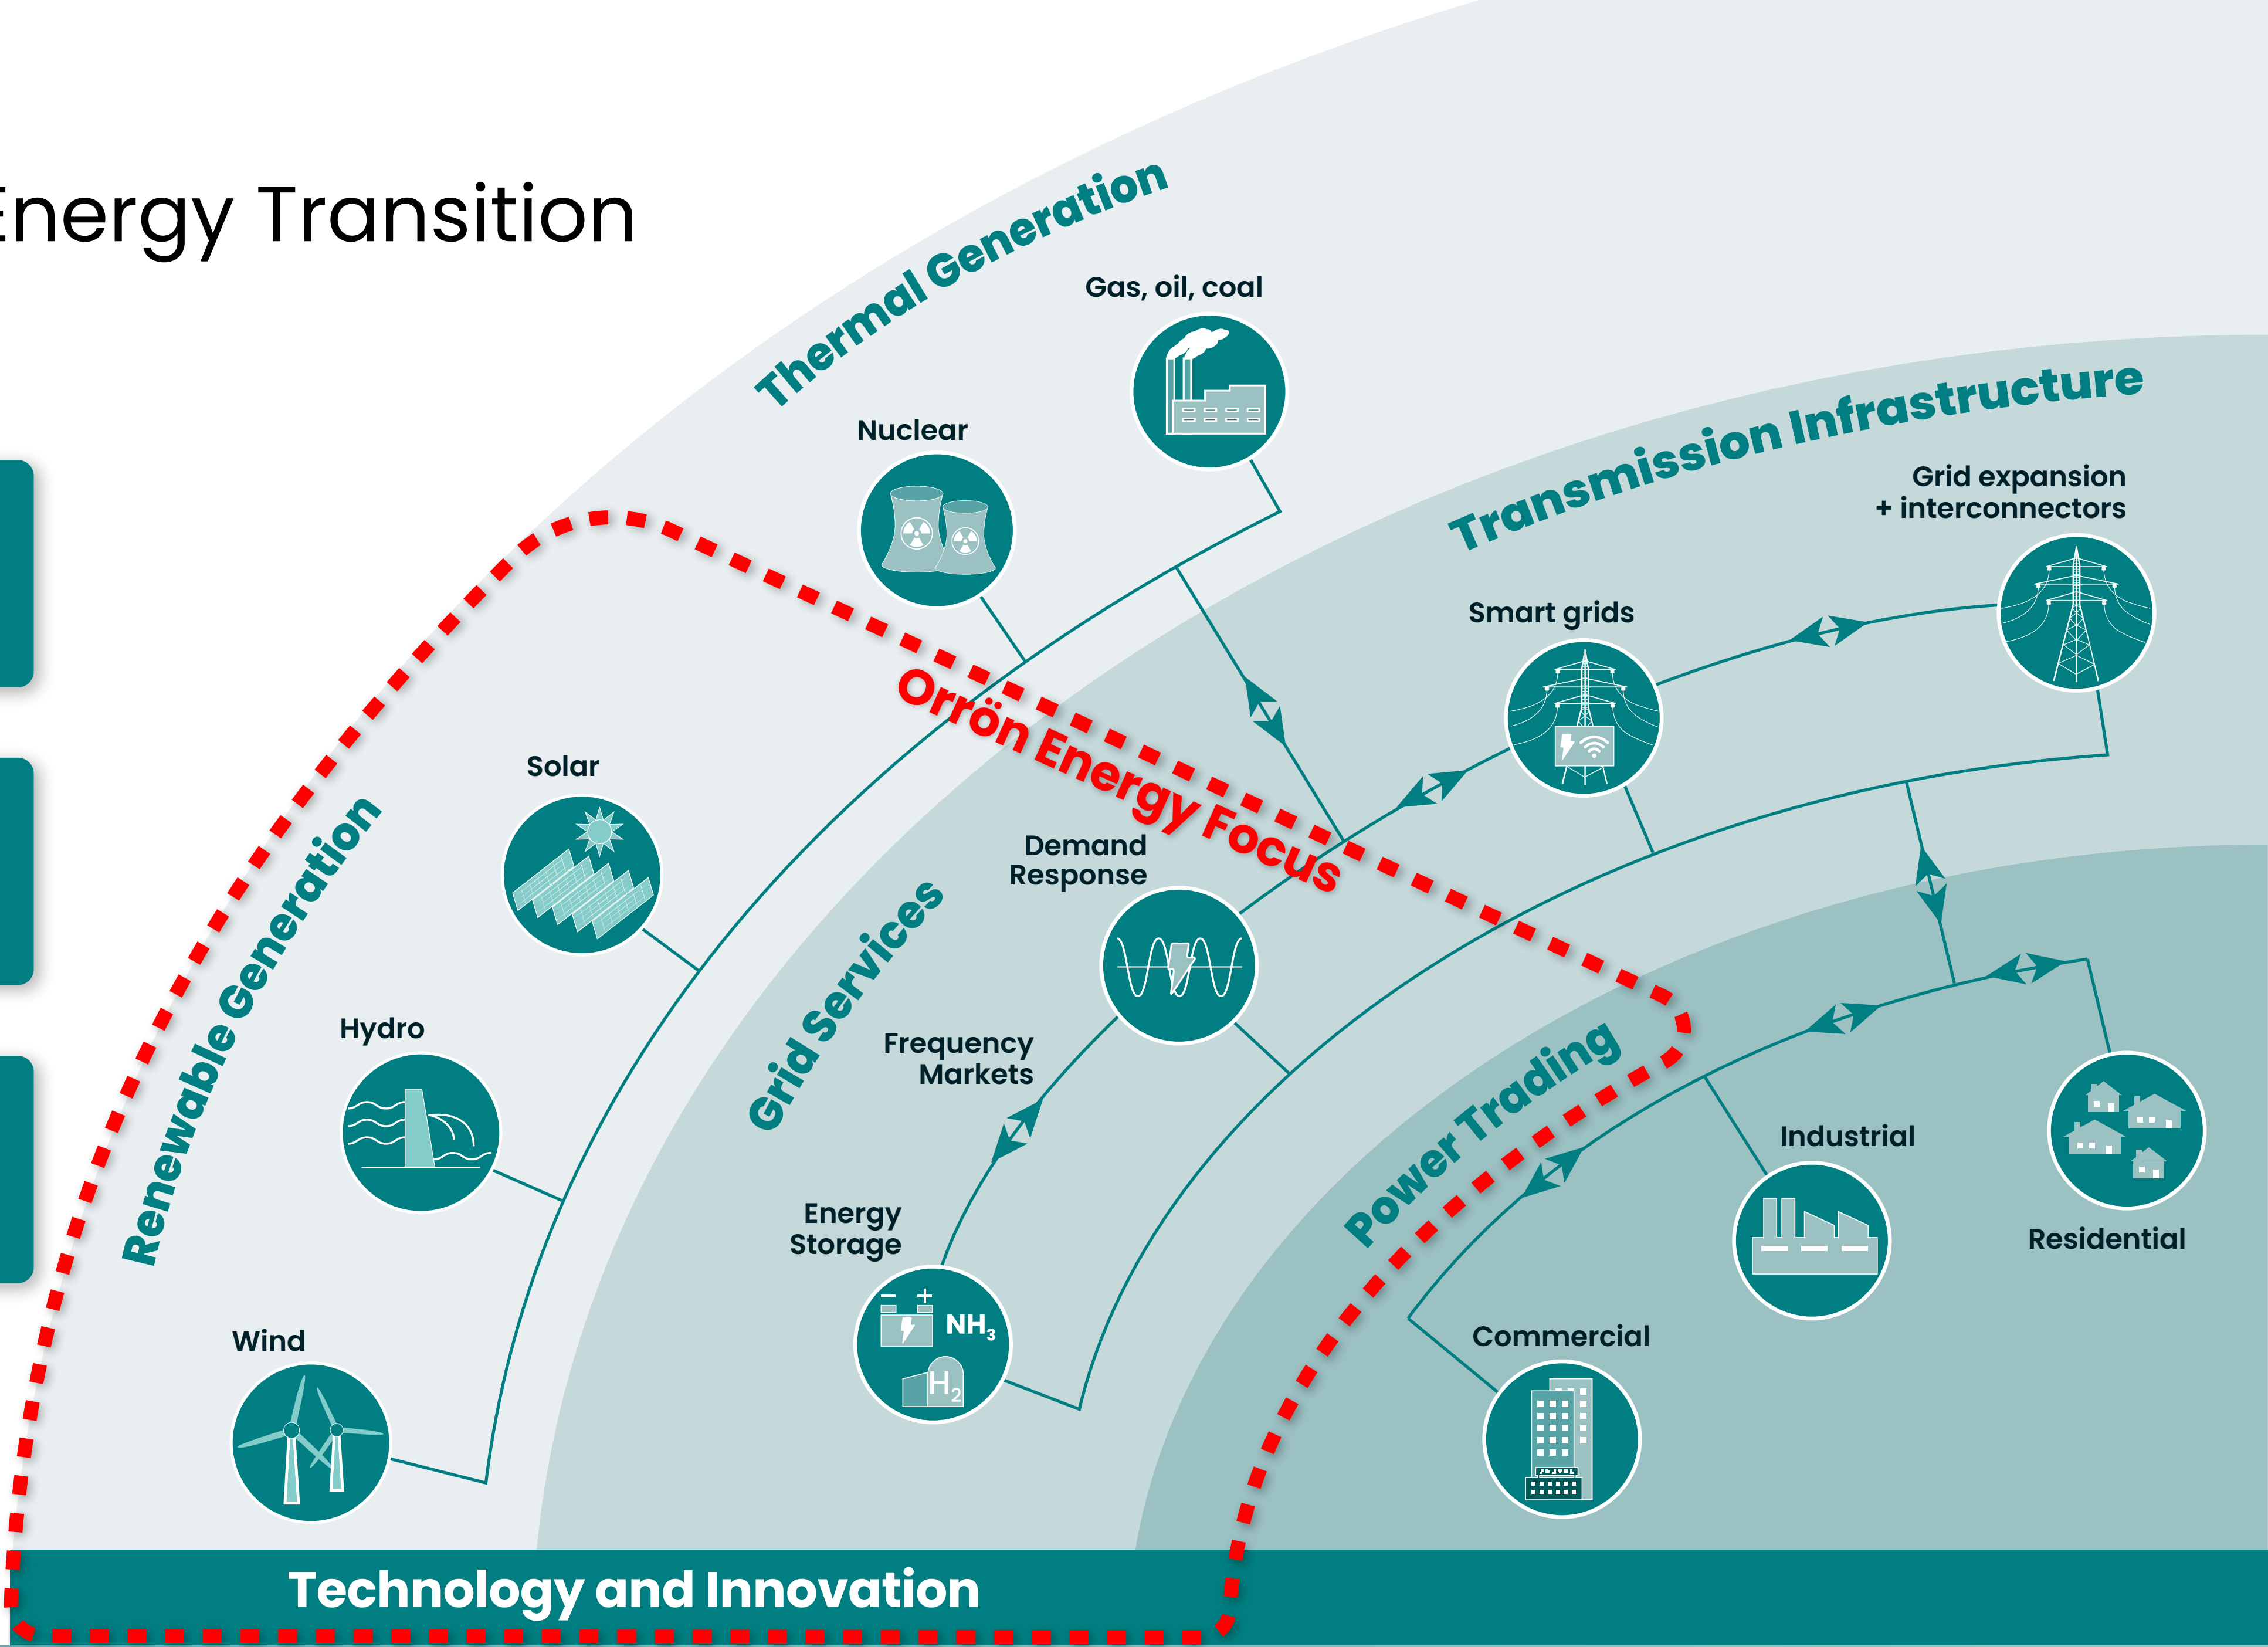 Energy Transition
Thermal Generation
Gas, oil, coal
Nuclear
Transmission Infrastructure
Grid expansion
+ interconnectors
Smart grids
Orrön Energy Focus
Solar
Renewable Generation
Demand
Response
Grid Services
Hydro
Frequency
Markets
Power Trading
Industrial
Residential
Energy
Storage
− +
NH₃
H₂
Wind
Commercial
Technology and Innovation